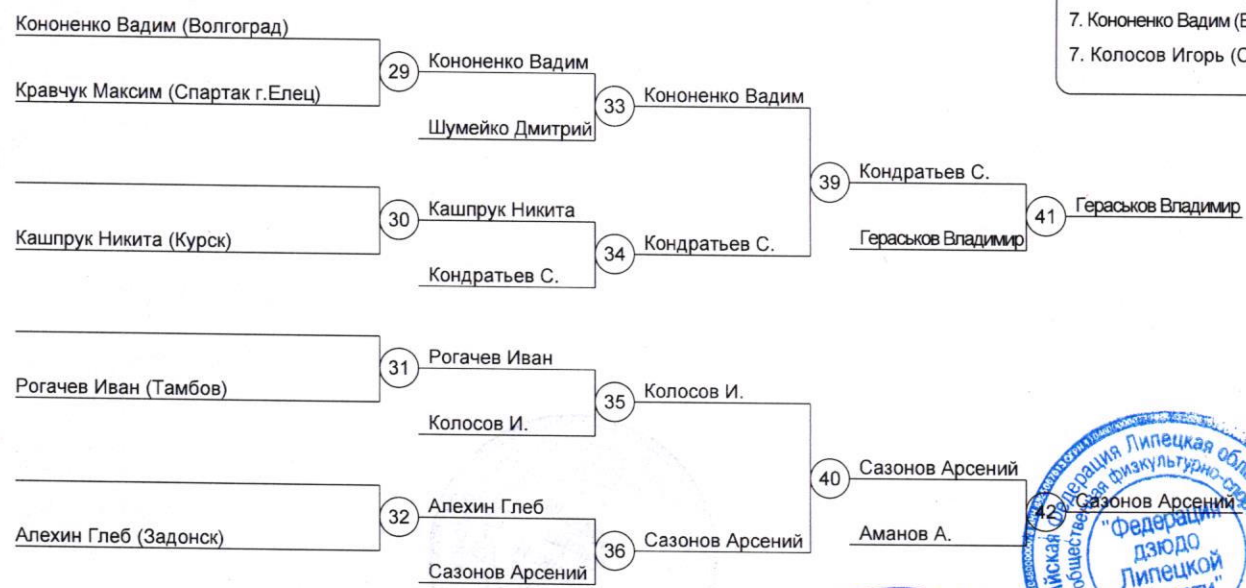 Кононенко Вадим (Волгоград)
29
Кононенко Вадим
Кравчук Максим (Спартак г.Елец)
33
Кононенко Вадим
Шумейко Дмитрий
39
Кондратьев С.
30
Кашпрук Никита
Кашпрук Никита (Курск)
34
Кондратьев С.
Кондратьев С.
Гераськов Владимир
41
Гераськов Владимир
31
Рогачев Иван
Рогачев Иван (Тамбов)
35
Колосов И.
Колосов И.
40
Сазонов Арсений
32
Алехин Глеб
Алехин Глеб (Задонск)
36
Сазонов Арсений
Сазонов Арсений
Аманов А.
42
Сазонов Арсений
7. Кононенко Вадим (В
7. Колосов Игорь (С
Федерация Липецкая
физкультурно-
"Федерация
дзюдо
Липецкой